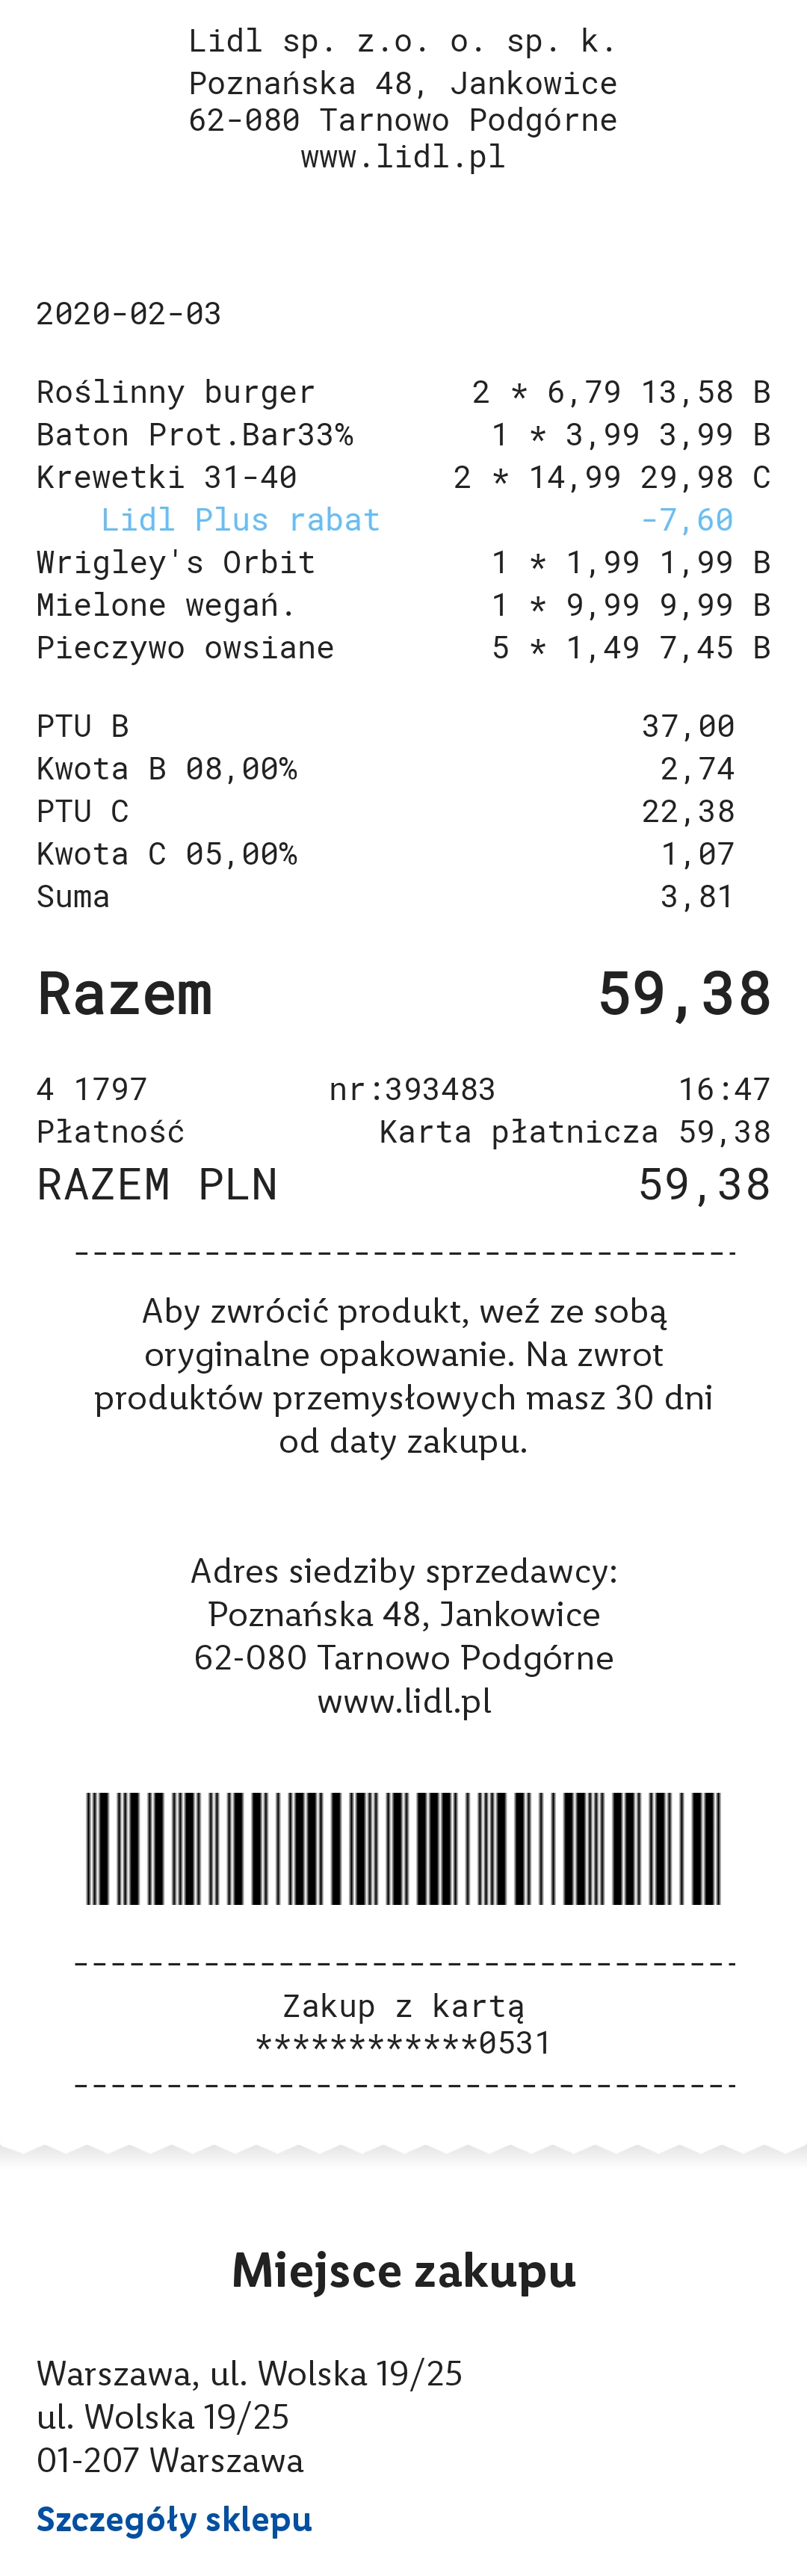 Lidl sp. z.o. o. sp. k.
Poznańska 48, Jankowice
62-080 Tarnowo Podgórne
www.lidl.pl
2020-02-03
Roślinny burger 2 * 6,79 13,58 B
Baton Prot.Bar33% 1 * 3,99 3,99 B
Krewetki 31-40 2 * 14,99 29,98 C
Lidl Plus rabat -7,60
Wrigley's Orbit 1 * 1,99 1,99 B
Mielone wegań. 1 * 9,99 9,99 B
Pieczywo owsiane 5 * 1,49 7,45 B
PTU B 37,00
Kwota B 08,00% 2,74
PTU C 22,38
Kwota C 05,00% 1,07
Suma 3,81
Razem 59,38
4 1797 nr:393483 16:47
Płatność Karta płatnicza 59,38
RAZEM PLN 59,38
------------------------------------
Aby zwrócić produkt, weź ze sobą
oryginalne opakowanie. Na zwrot
produktów przemysłowych masz 30 dni
od daty zakupu.
Adres siedziby sprzedawcy:
Poznańska 48, Jankowice
62-080 Tarnowo Podgórne
www.lidl.pl
------------------------------------
Zakup z kartą
************0531
------------------------------------
Miejsce zakupu
Warszawa, ul. Wolska 19/25
ul. Wolska 19/25
01-207 Warszawa
Szczegóły sklepu